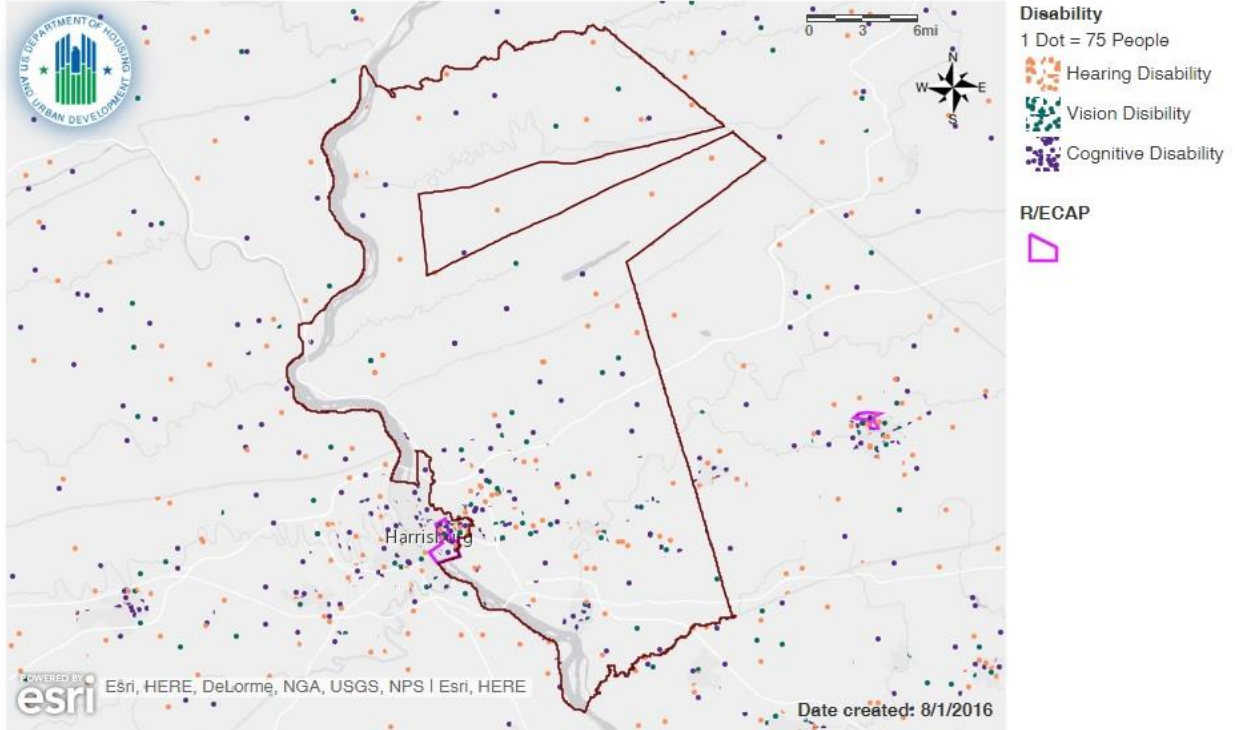 U.S. DEPARTMENT OF HOUSING
AND URBAN DEVELOPMENT
0 3 6mi
N
W E
S
Harrisburg
POWERED BY
esri
Esri, HERE, DeLorme, NGA, USGS, NPS | Esri, HERE
Date created: 8/1/2016
Disability
1 Dot = 75 People
Hearing Disability
Vision Disibility
Cognitive Disability
R/ECAP